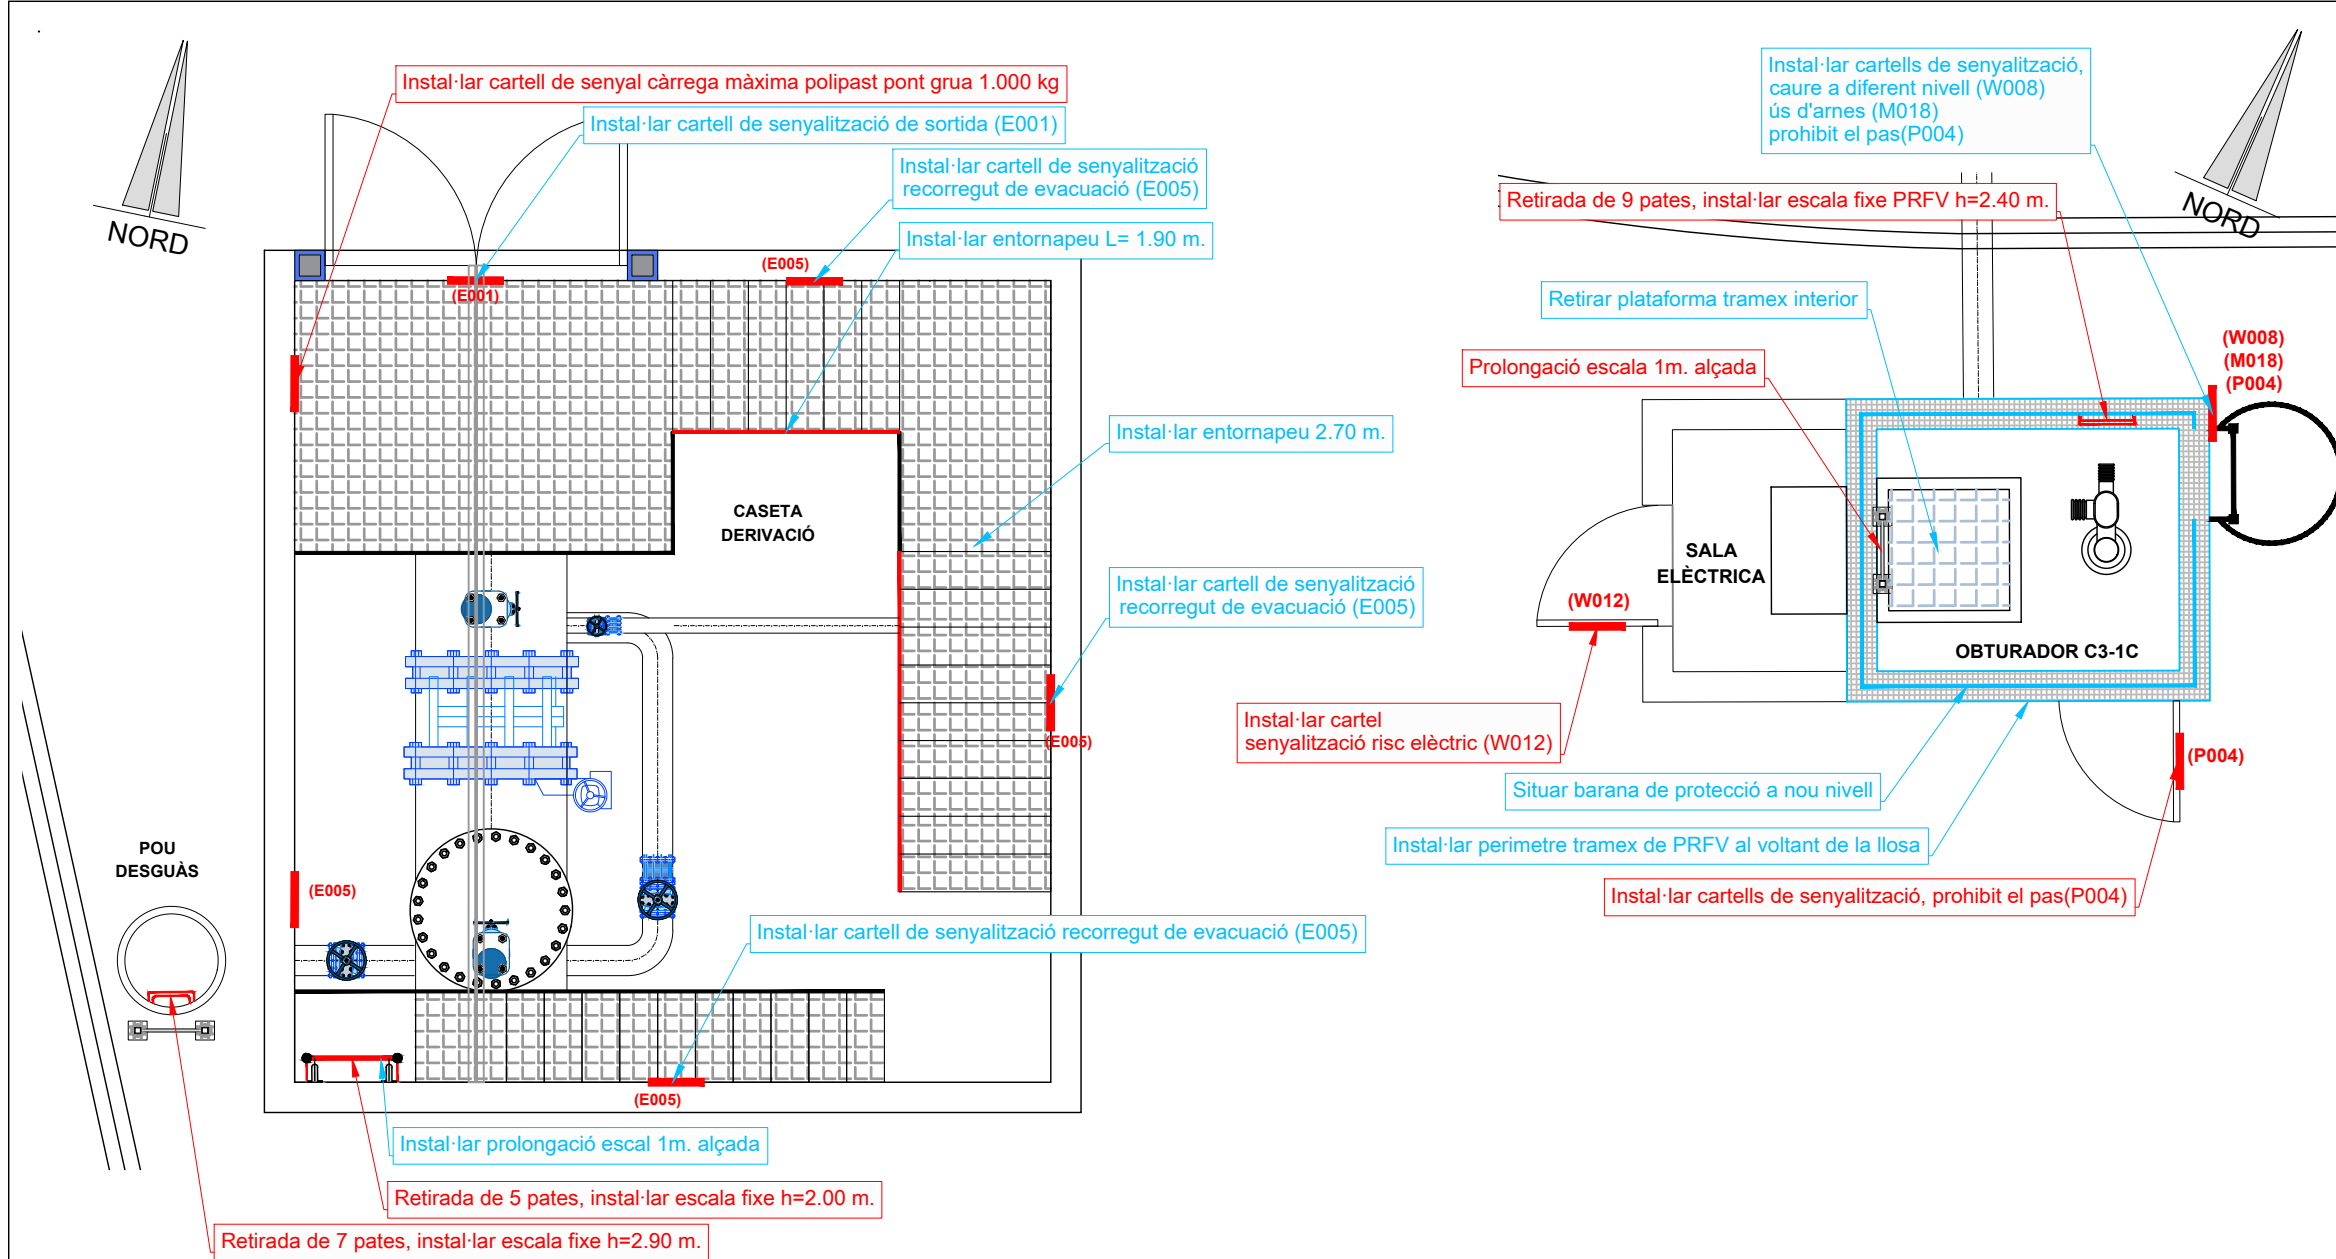 Instal·lar cartell de senyal càrrega màxima polipast pont grua 1.000 kg
Instal·lar cartell de senyalització de sortida (E001)
Instal·lar cartell de senyalització
recorregut de evacuació (E005)
Instal·lar entornapeu L= 1.90 m.
NORD
(E001)
(E005)
CASETA
DERIVACIÓ
Instal·lar entornapeu 2.70 m.
Instal·lar cartell de senyalització
recorregut de evacuació (E005)
(E005)
POU
DESGUÀS
(E005)
Instal·lar cartell de senyalització recorregut de evacuació (E005)
(E005)
Instal·lar prolongació escal 1m. alçada
Retirada de 5 pates, instal·lar escala fixe h=2.00 m.
Retirada de 7 pates, instal·lar escala fixe h=2.90 m.
Instal·lar cartells de senyalització,
caure a diferent nivell (W008)
ús d'arnes (M018)
prohibit el pas(P004)
NORD
Retirada de 9 pates, instal·lar escala fixe PRFV h=2.40 m.
Retirar plataforma tramex interior
Prolongació escala 1m. alçada
(W008)
(M018)
(P004)
SALA
ELÈCTRICA
(W012)
OBTURADOR C3-1C
Instal·lar cartel
senyalització risc elèctric (W012)
(P004)
Situar barana de protecció a nou nivell
Instal·lar perimetre tramex de PRFV al voltant de la llosa
Instal·lar cartells de senyalització, prohibit el pas(P004)